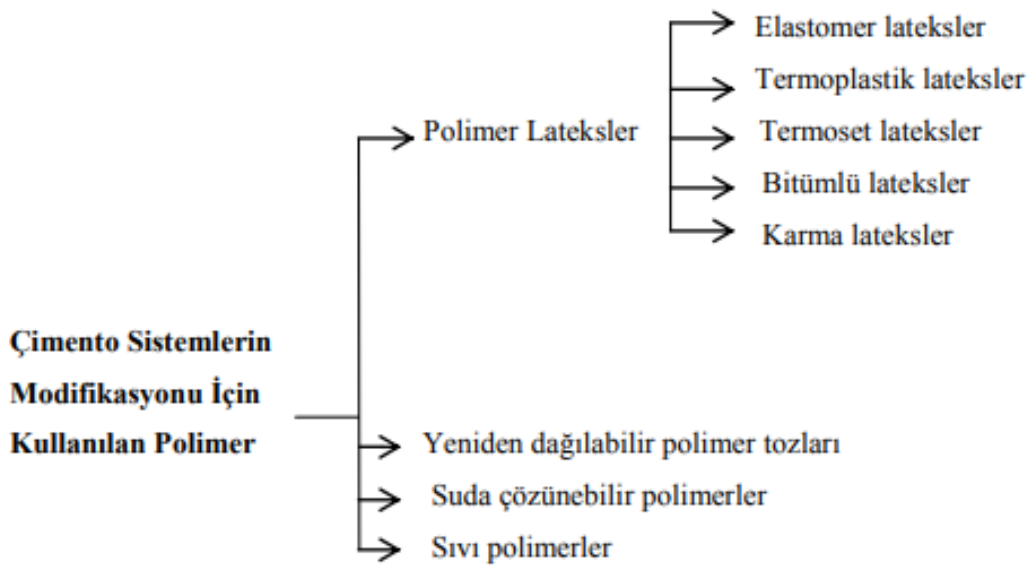 Elastomer lateksler
Termoplastik lateksler
Polimer Lateksler
Termoset lateksler
Bitümlü lateksler
Karma lateksler
Çimento Sistemlerin
Modifikasyonu İçin
Kullanılan Polimer
Yeniden dağılabilir polimer tozları
Suda çözünebilir polimerler
Sıvı polimerler